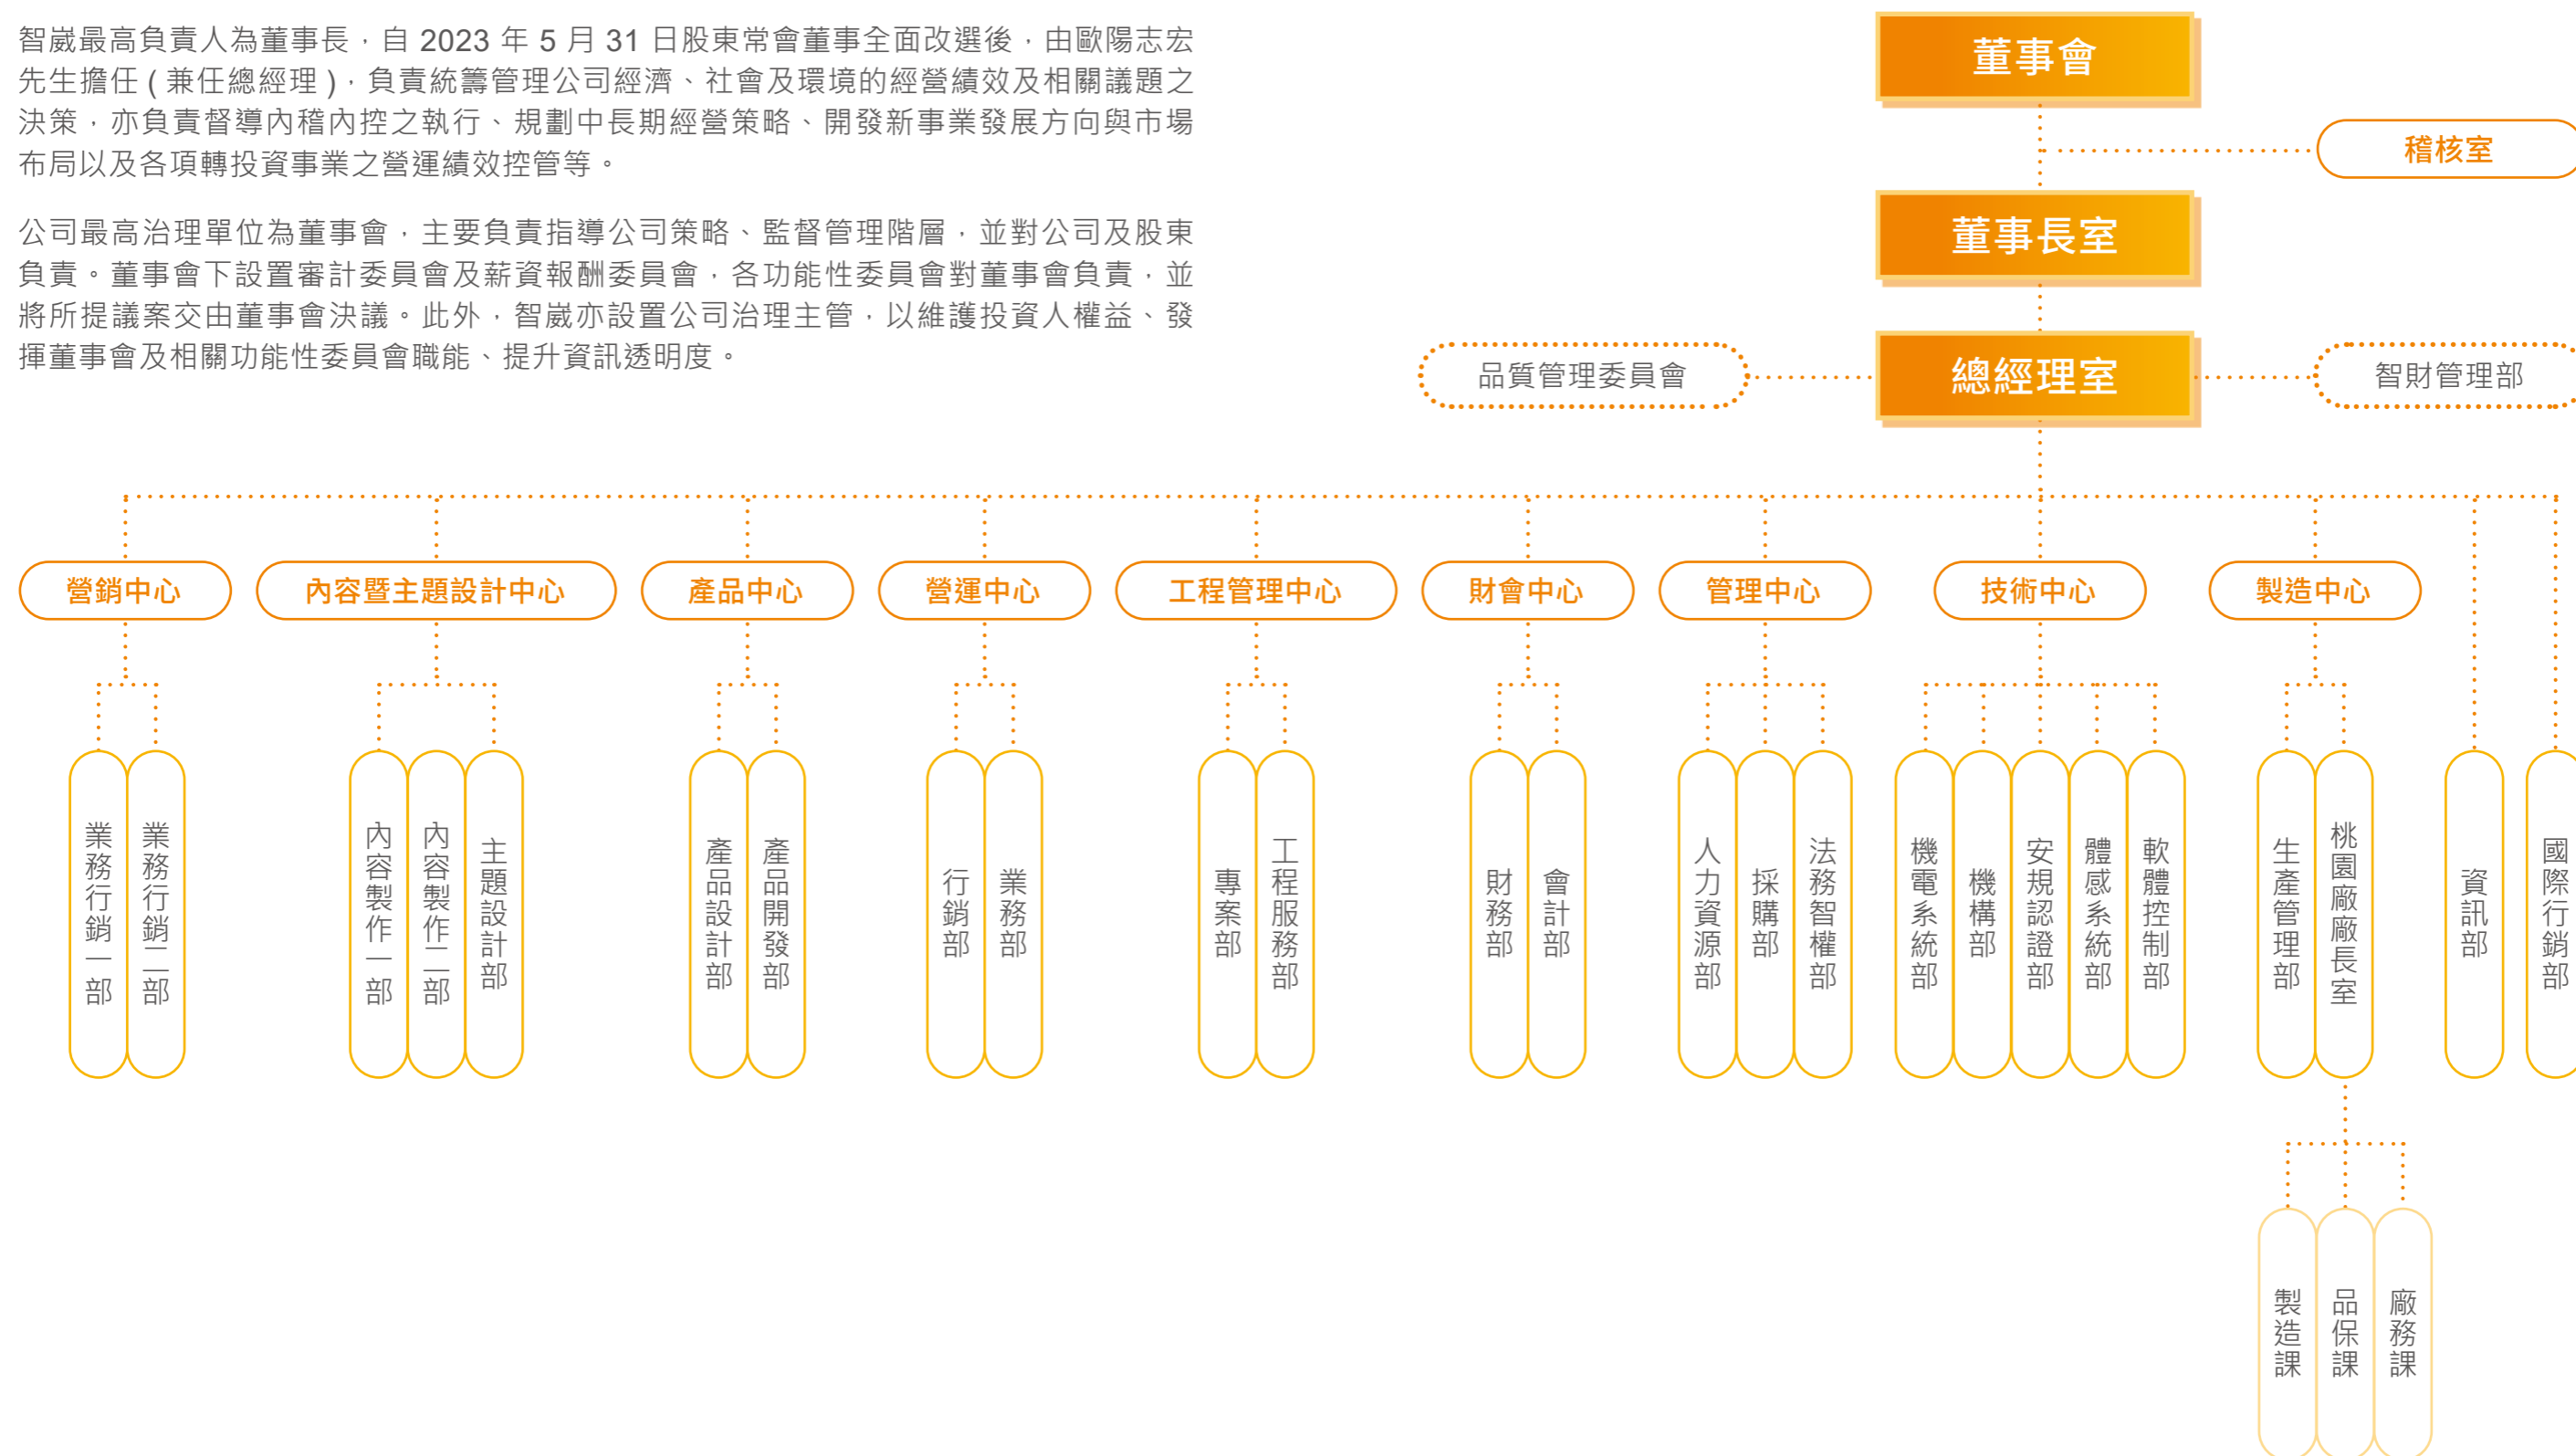 智崴最高負責人為董事長，自 2023 年 5 月 31 日股東常會董事全面改選後，由歐陽志宏
先生擔任 ( 兼任總經理 )，負責統籌管理公司經濟、社會及環境的經營績效及相關議題之
決策，亦負責督導內稽內控之執行、規劃中長期經營策略、開發新事業發展方向與市場
布局以及各項轉投資事業之營運績效控管等。
公司最高治理單位為董事會，主要負責指導公司策略、監督管理階層，並對公司及股東
負責。董事會下設置審計委員會及薪資報酬委員會，各功能性委員會對董事會負責，並
將所提議案交由董事會決議。此外，智崴亦設置公司治理主管，以維護投資人權益、發
揮董事會及相關功能性委員會職能、提升資訊透明度。
董事會
稽核室
董事長室
品質管理委員會
總經理室
智財管理部
營銷中心
內容暨主題設計中心
產品中心
營運中心
工程管理中心
財會中心
管理中心
技術中心
製造中心
業務行銷一部
業務行銷二部
內容製作一部
內容製作二部
主題設計部
產品設計部
產品開發部
行銷部
業務部
專案部
工程服務部
財務部
會計部
人力資源部
採購部
法務智權部
機電系統部
機構部
安規認證部
體感系統部
軟體控制部
生產管理部
桃園廠廠長室
資訊部
國際行銷部
製造課
品保課
廠務課